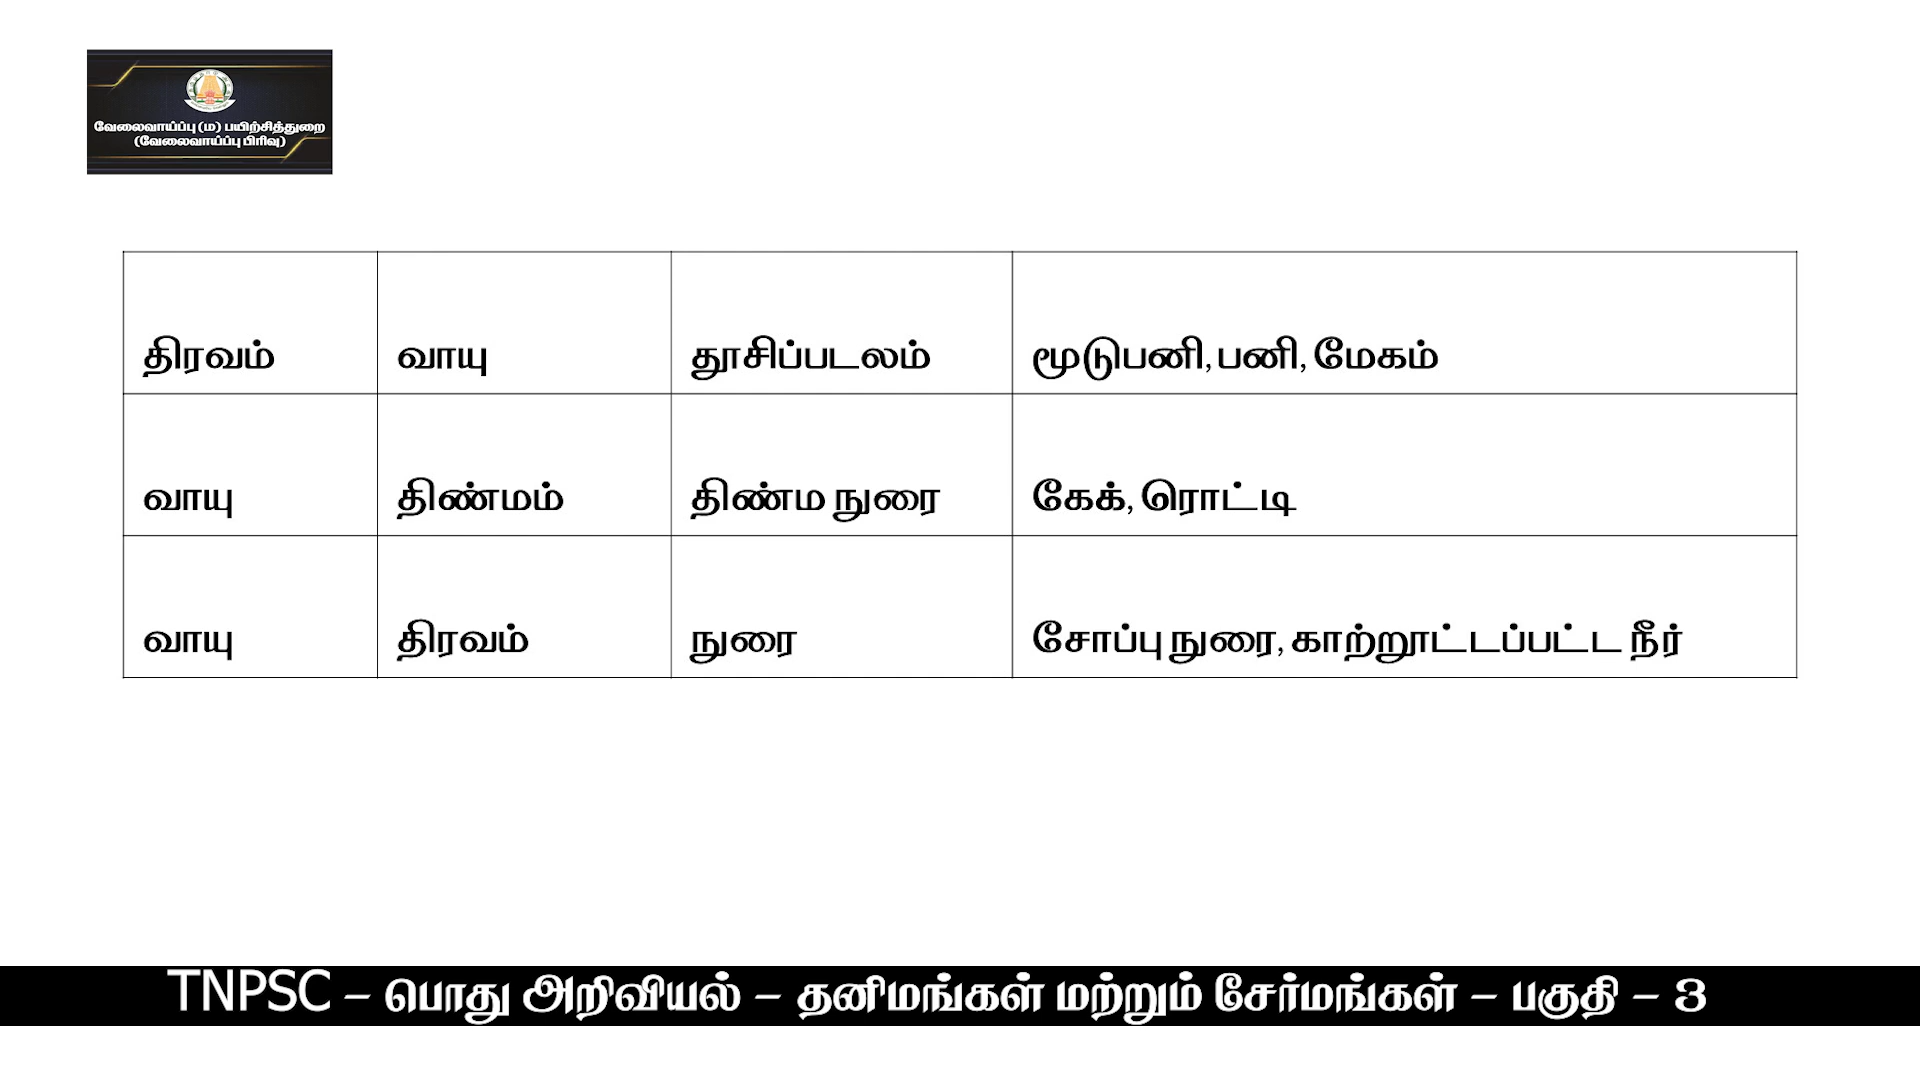 வேலைவாய்ப்பு (ம) பயிற்சித்துறை
(வேலைவாய்ப்பு பிரிவு)
திரவம் வாயு தூசிப்படலம் மூடுபனி, பனி, மேகம்
வாயு திண்மம் திண்ம நுரை கேக், ரொட்டி
வாயு திரவம் நுரை சோப்பு நுரை, காற்றூட்டப்பட்ட நீர்
TNPSC – பொது அறிவியல் – தனிமங்கள் மற்றும் சேர்மங்கள் – பகுதி – 3